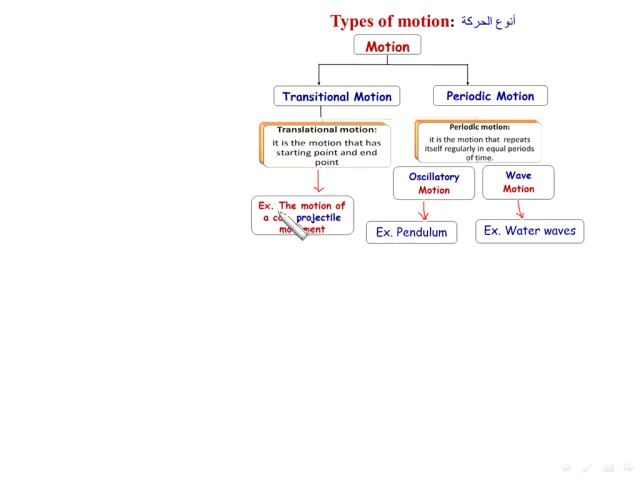 Types of motion: أنوع الحركة
Motion
Transitional Motion
Periodic Motion
Translational motion:
it is the motion that has
starting point and end
point
Periodic motion:
it is the motion that repeats
itself regularly in equal periods
of time.
Oscillatory
Motion
Wave
Motion
Ex. The motion of
a projectile
Ex. Pendulum
Ex. Water waves